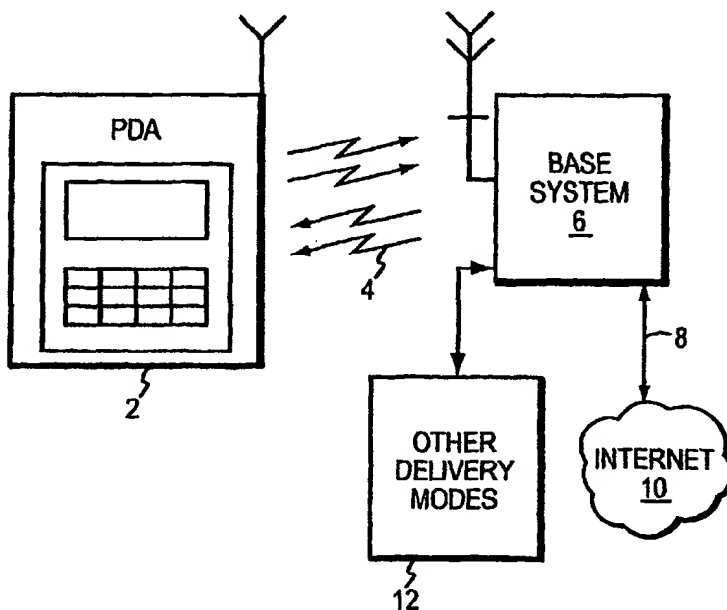 PDA
BASE
SYSTEM
6
4
8
2
OTHER
DELIVERY
MODES
INTERNET
10
12